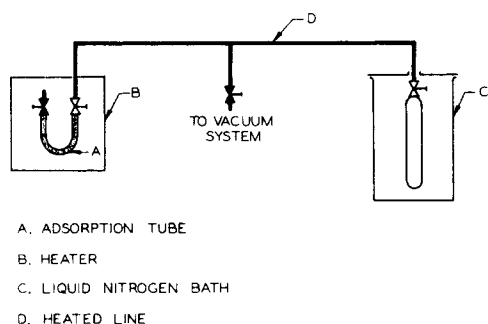 D
B
C
A
TO VACUUM
SYSTEM
A. ADSORPTION TUBE
B. HEATER
C. LIQUID NITROGEN BATH
D. HEATED LINE